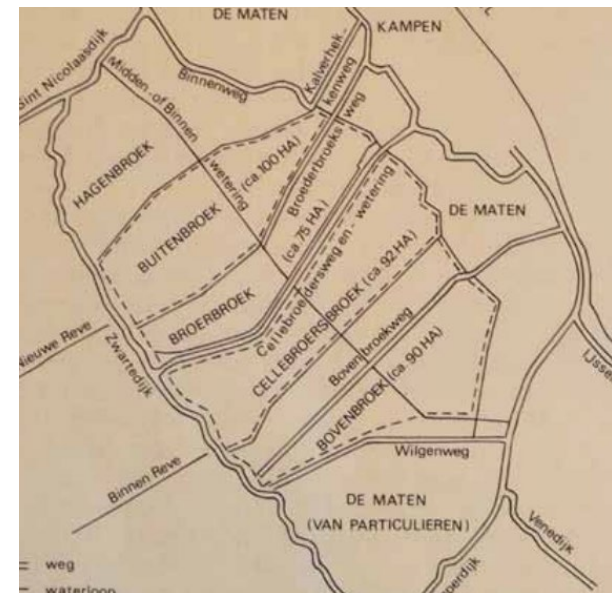 DE MATEN
KAMPEN
Sint Nicolaasdijk
Binnenweg
Kalverhek-
kenweg
Midden- of Binnen
wetering
Broederbroeks
weg
HAGENBROEK
BUITENBROEK
(ca 100 HA)
(ca. 75 HA)
BROERBROEK
Cellebroedersweg en - wetering
DE MATEN
CELLEBROERSBROEK (ca 92 HA)
Bovenbroekweg
BOVENBROEK (ca 90 HA)
Nieuwe Reve
Zwartedijk
IJssel
Binnen Reve
Wilgenweg
DE MATEN
(VAN PARTICULIEREN)
Venedijk
weg
waterloop